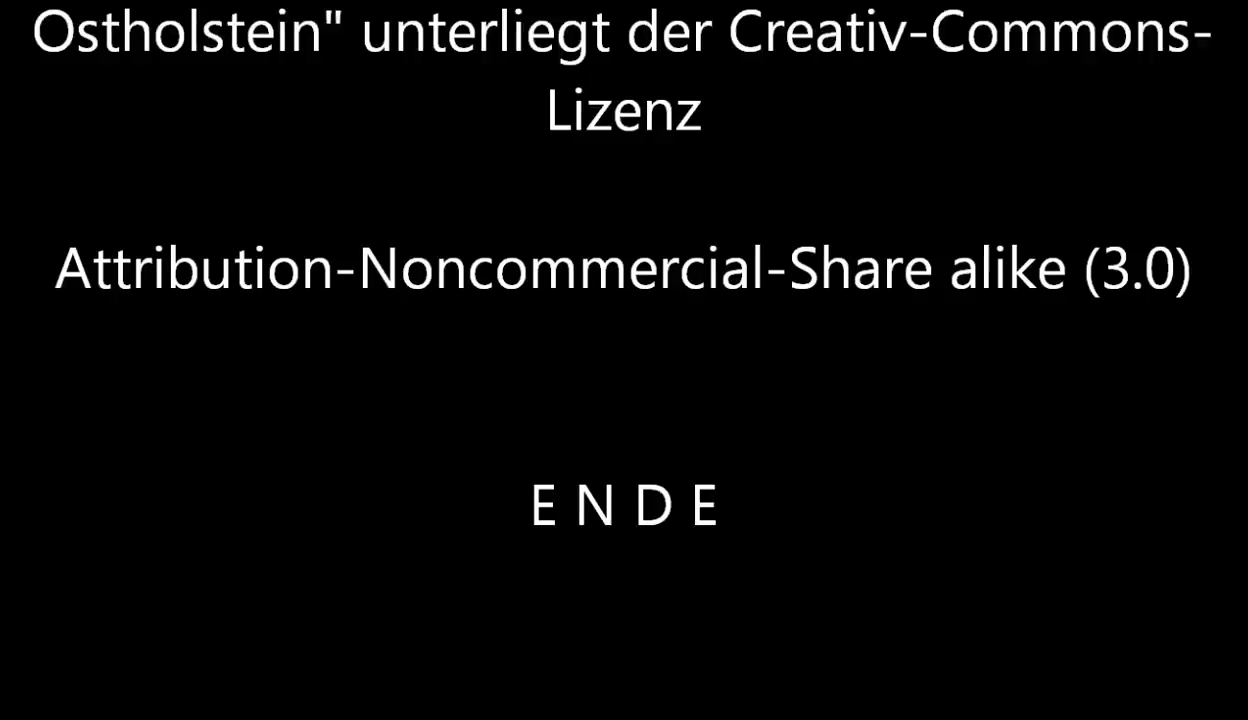 Ostholstein" unterliegt der Creativ-Commons-
Lizenz
Attribution-Noncommercial-Share alike (3.0)
E N D E